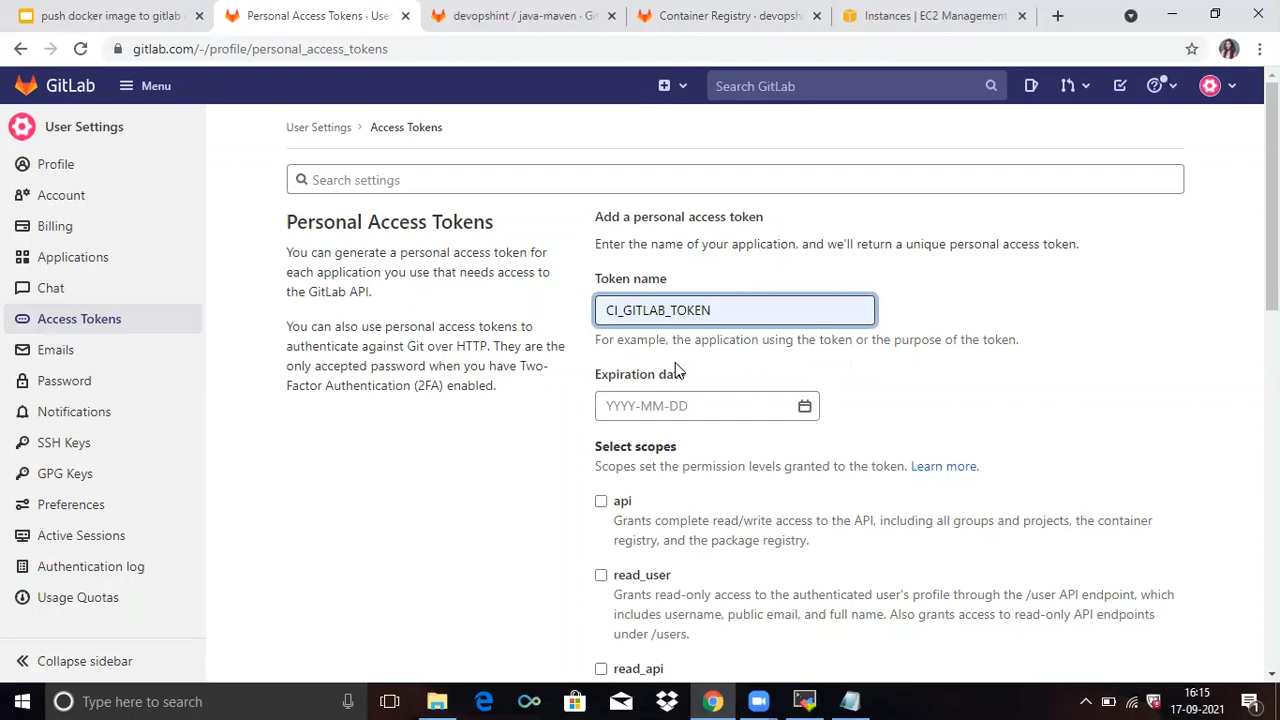 push docker image to gitlab c
Personal Access Tokens · Use
devopshint / java-maven · Git
Container Registry · devopsh
Instances | EC2 Management
gitlab.com/-/profile/personal_access_tokens
GitLab
Menu
Search GitLab
User Settings
Profile
Account
Billing
Applications
Chat
Access Tokens
Emails
Password
Notifications
SSH Keys
GPG Keys
Preferences
Active Sessions
Authentication log
Usage Quotas
Collapse sidebar
User Settings > Access Tokens
Search settings
Personal Access Tokens
You can generate a personal access token for
each application you use that needs access to
the GitLab API.
You can also use personal access tokens to
authenticate against Git over HTTP. They are the
only accepted password when you have Two-
Factor Authentication (2FA) enabled.
Add a personal access token
Enter the name of your application, and we'll return a unique personal access token.
Token name
CI_GITLAB_TOKEN
For example, the application using the token or the purpose of the token.
Expiration date
YYYY-MM-DD
Select scopes
Scopes set the permission levels granted to the token. Learn more.
api
Grants complete read/write access to the API, including all groups and projects, the container
registry, and the package registry.
read_user
Grants read-only access to the authenticated user's profile through the /user API endpoint, which
includes username, public email, and full name. Also grants access to read-only API endpoints
under /users.
read_api
Type here to search
16:15
17-09-2021